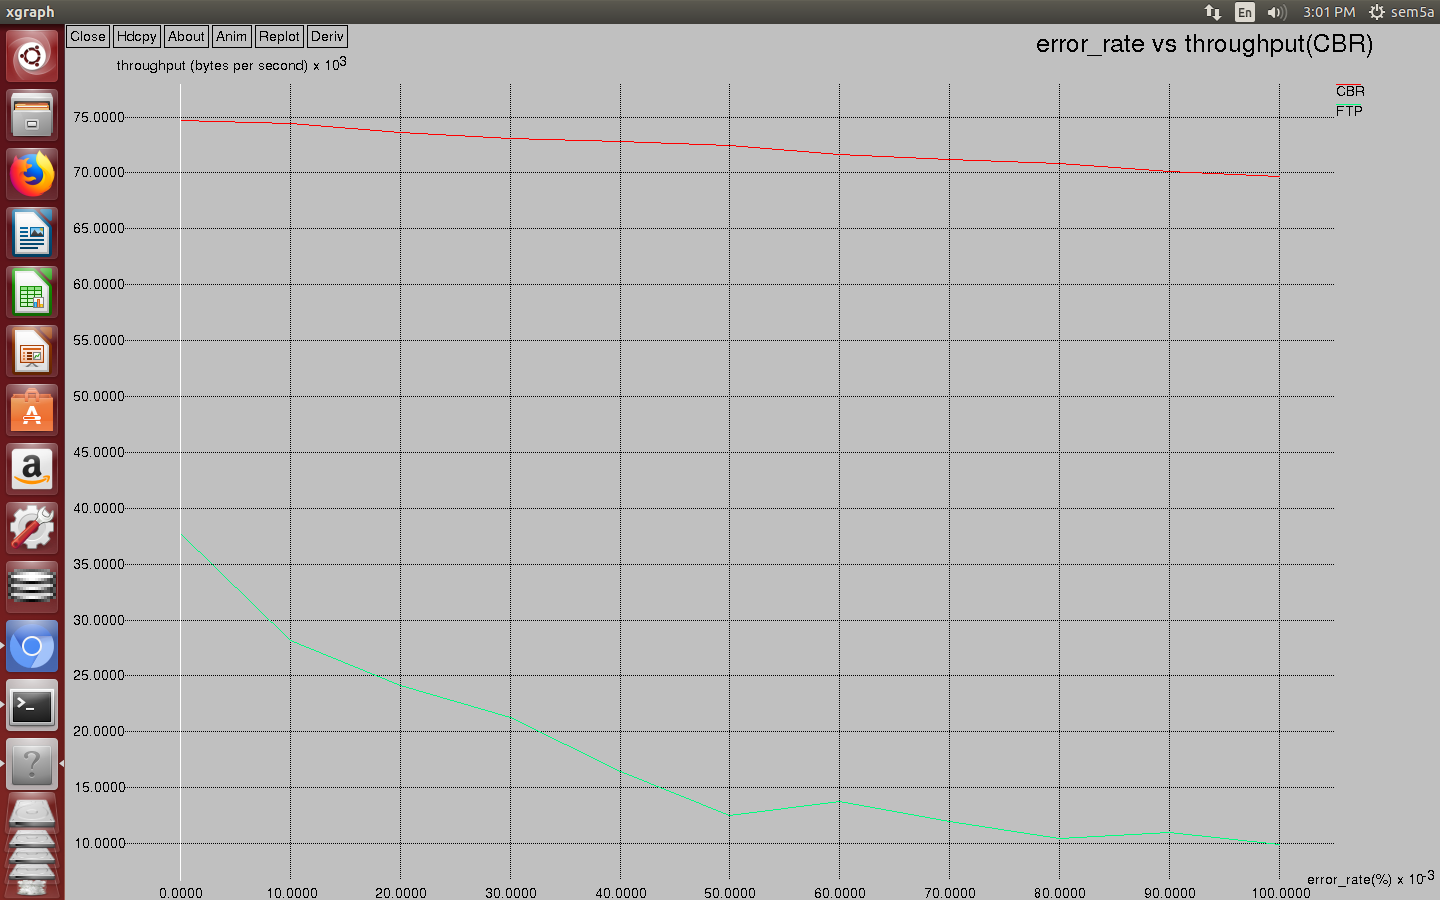 xgraph
En
3:01 PM
sem5a
Close Hdcpy About Anim Replot Deriv
error_rate vs throughput(CBR)
throughput (bytes per second) x 10^3
CBR
FTP
75.0000
70.0000
65.0000
60.0000
55.0000
50.0000
45.0000
40.0000
35.0000
30.0000
25.0000
20.0000
15.0000
10.0000
error_rate(%) x 10^-3
0.0000 10.0000 20.0000 30.0000 40.0000 50.0000 60.0000 70.0000 80.0000 90.0000 100.0000